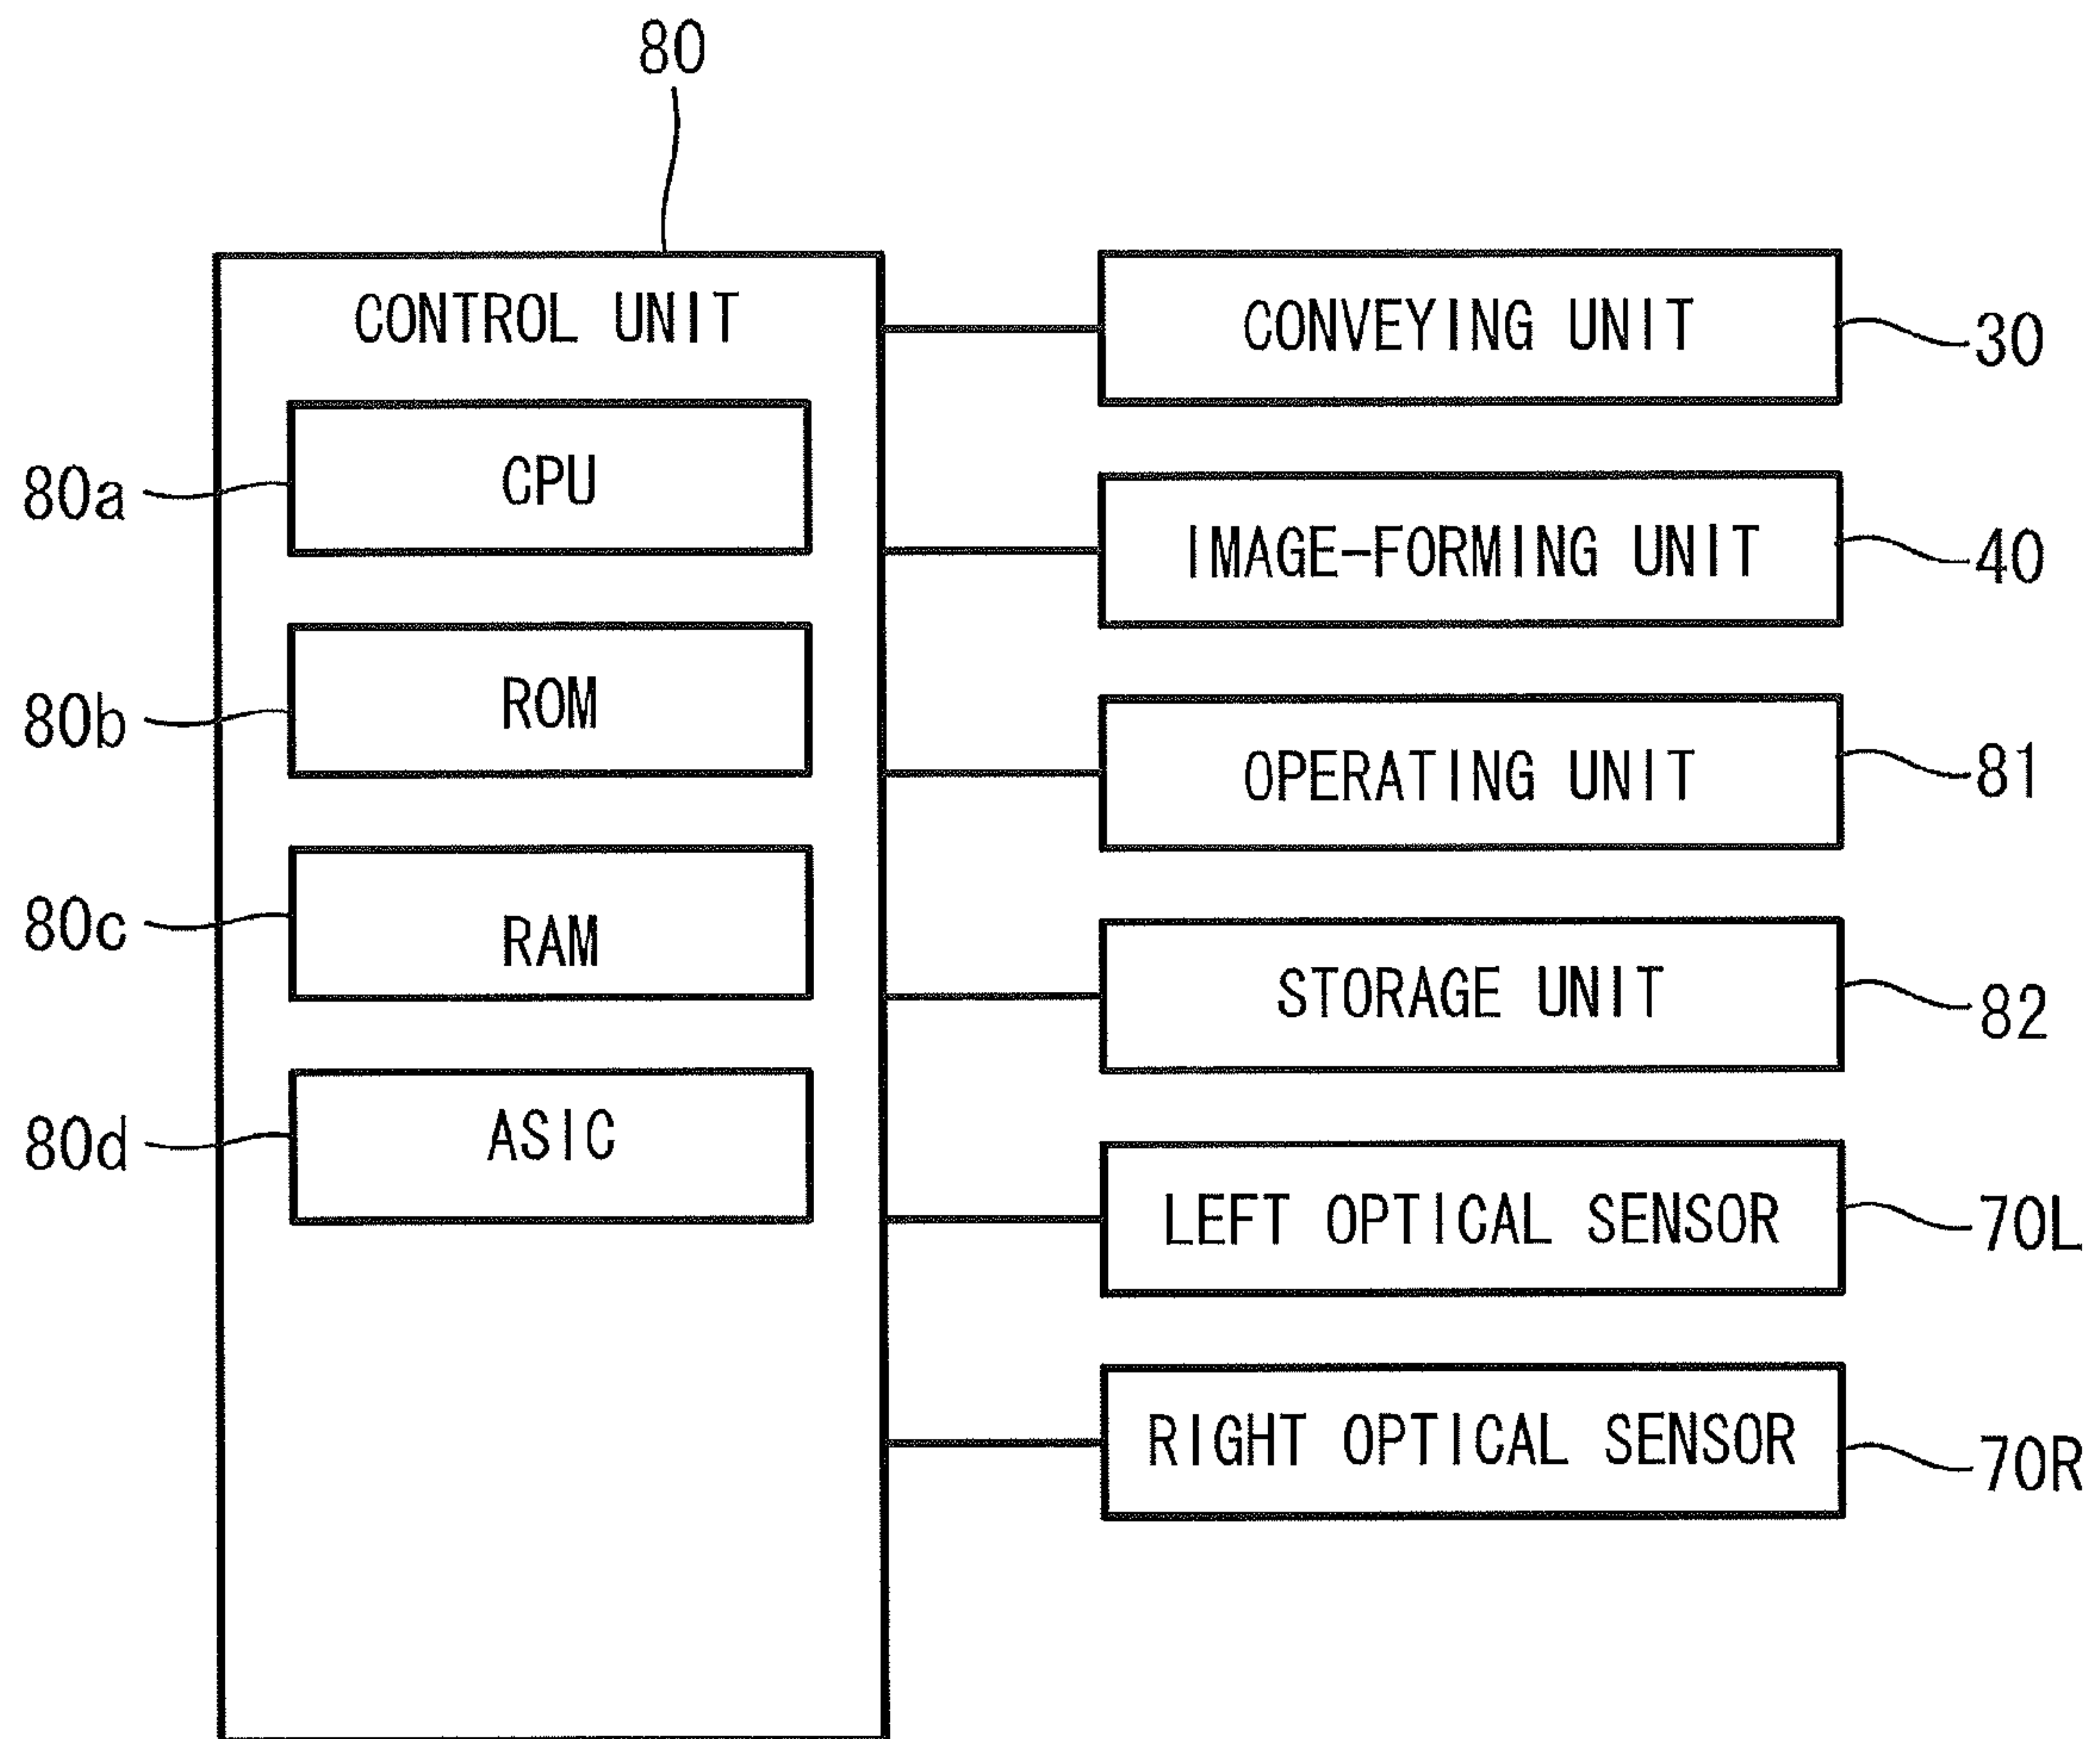 80
CONTROL UNIT
80a
CPU
80b
ROM
80c
RAM
80d
ASIC
CONVEYING UNIT
30
IMAGE-FORMING UNIT
40
OPERATING UNIT
81
STORAGE UNIT
82
LEFT OPTICAL SENSOR
70L
RIGHT OPTICAL SENSOR
70R